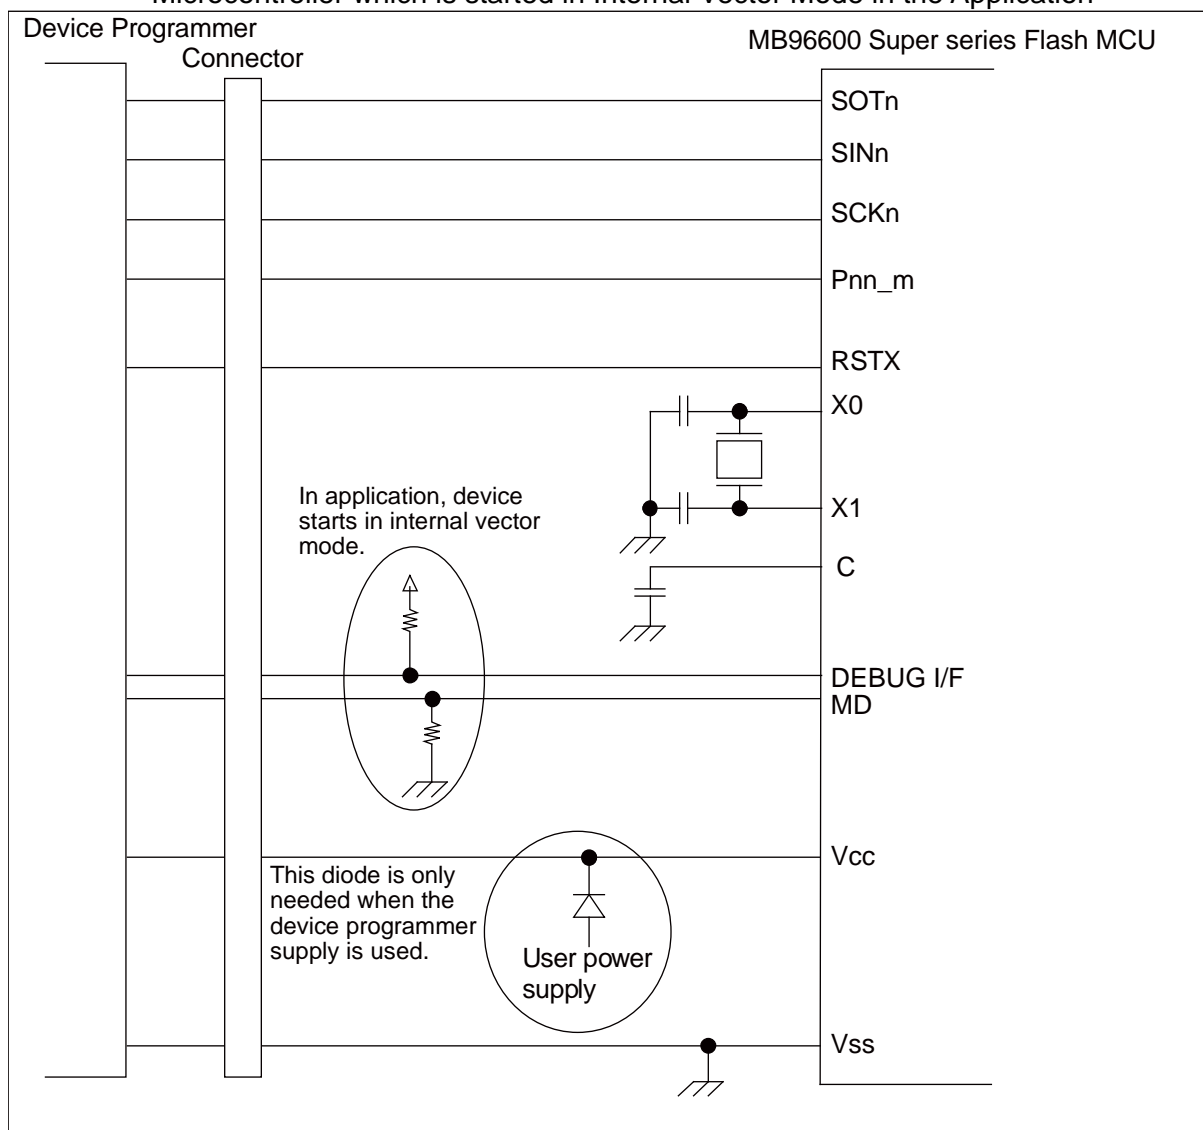 Microcontroller which is started in Internal Vector Mode in the Application
Device Programmer
Connector
MB96600 Super series Flash MCU
SOTn
SINn
SCKn
Pnn_m
RSTX
X0
X1
In application, device
starts in internal vector
mode.
C
DEBUG I/F
MD
Vcc
This diode is only
needed when the
device programmer
supply is used.
User power
supply
Vss